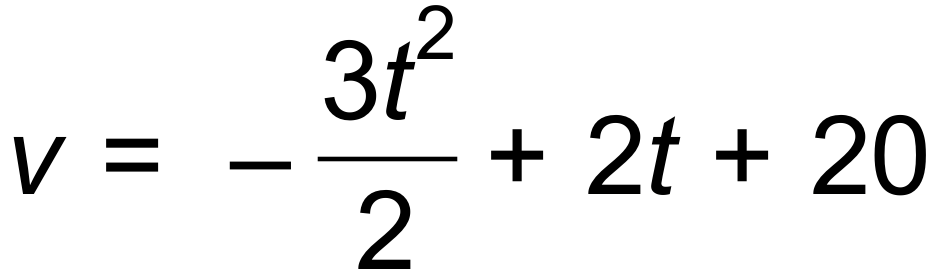 v = – 3t²/2 + 2t + 20